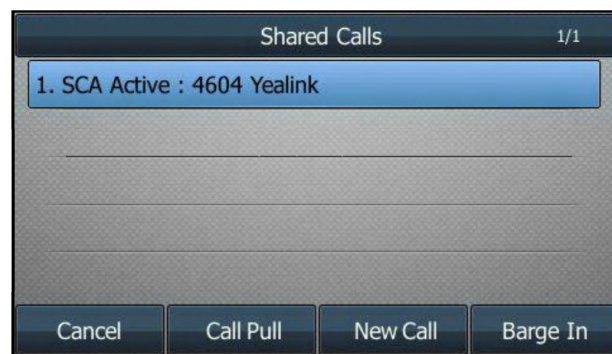 Shared Calls 1/1
1. SCA Active : 4604 Yealink
Cancel Call Pull New Call Barge In